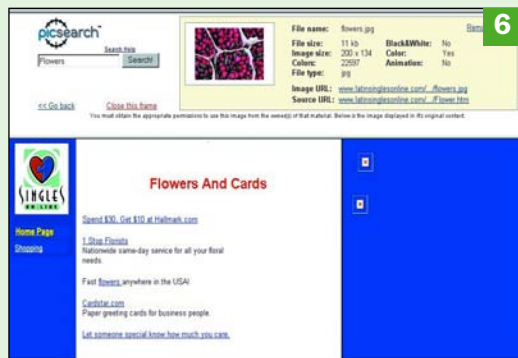 6
picsearch™
Search Help
Flowers
Search!
<< Go back
Close this frame
File name: flowers.jpg
File size: 11 kb Black&White: No
Image size: 200 x 134 Color: Yes
Colors: 22597 Animation: No
File type: jpg
Image URL: www.latinsinglesonline.com/.../flowers.jpg
Source URL: www.latinsinglesonline.com/.../Flower.htm
You must obtain the appropriate permissions to use this image from the owner(s) of that material. Below is the image displayed in it's original context.
SINGLES
ON-LINE
Home Page
Shopping
Flowers And Cards
Spend $30, Get $10 at Hallmark.com
1 Stop Florists
Nationwide same-day service for all your floral
needs.
Fast flowers anywhere in the USA!
Cardstar.com
Paper greeting cards for business people.
Let someone special know how much you care.